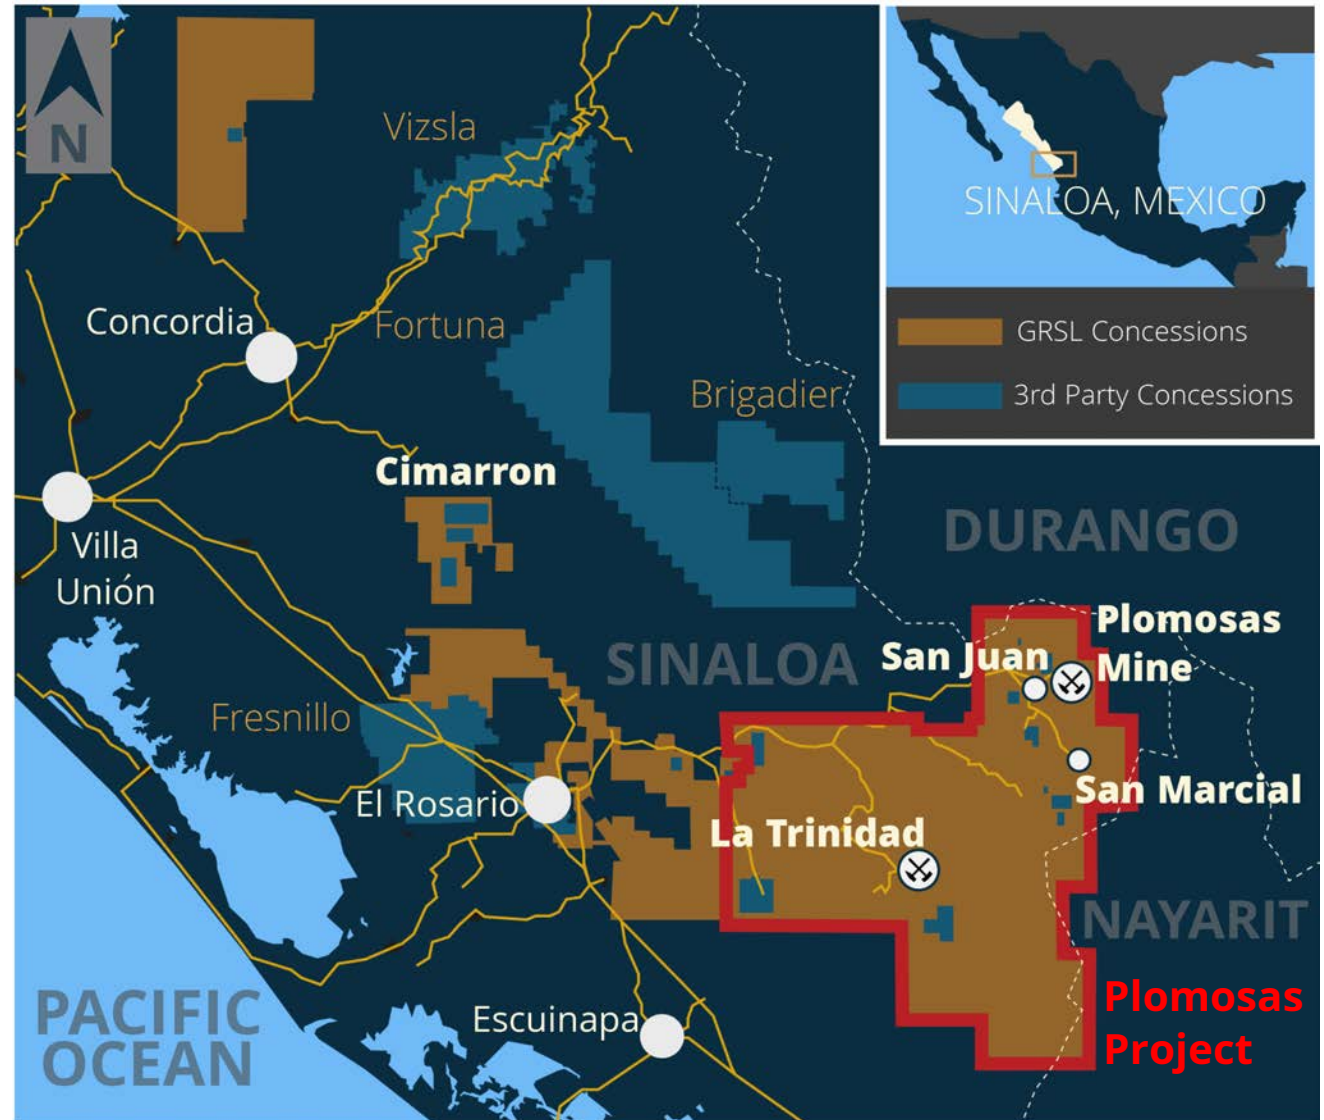 N
Vizsla
SINALOA, MEXICO
GRSL Concessions
3rd Party Concessions
Concordia
Fortuna
Brigadier
Cimarron
Villa
Unión
DURANGO
SINALOA
San Juan
Plomosas
Mine
Fresnillo
El Rosario
San Marcial
La Trinidad
NAYARIT
Plomosas
Project
PACIFIC
OCEAN
Escuinapa